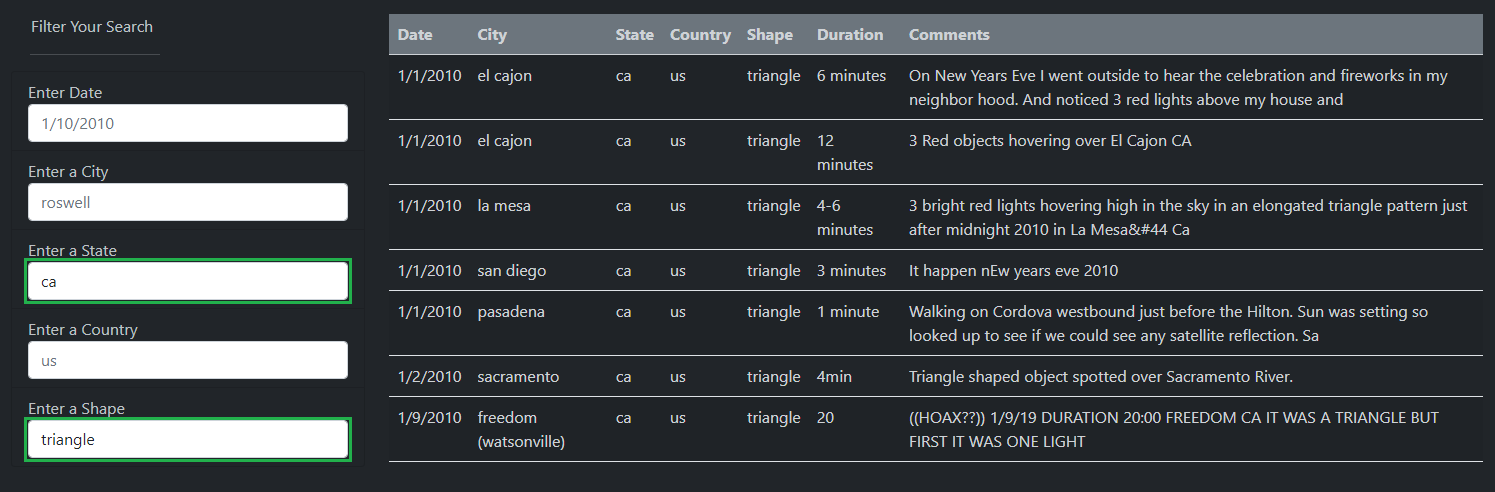 Filter Your Search
Enter Date
1/10/2010
Enter a City
roswell
Enter a State
ca
Enter a Country
us
Enter a Shape
triangle
Date City State Country Shape Duration Comments
1/1/2010 el cajon ca us triangle 6 minutes On New Years Eve I went outside to hear the celebration and fireworks in my
neighbor hood. And noticed 3 red lights above my house and
1/1/2010 el cajon ca us triangle 12 3 Red objects hovering over El Cajon CA
minutes
1/1/2010 la mesa ca us triangle 4-6 3 bright red lights hovering high in the sky in an elongated triangle pattern just
minutes after midnight 2010 in La Mesa&#44 Ca
1/1/2010 san diego ca us triangle 3 minutes It happen nEw years eve 2010
1/1/2010 pasadena ca us triangle 1 minute Walking on Cordova westbound just before the Hilton. Sun was setting so
looked up to see if we could see any satellite reflection. Sa
1/2/2010 sacramento ca us triangle 4min Triangle shaped object spotted over Sacramento River.
1/9/2010 freedom ca us triangle 20 ((HOAX??)) 1/9/19 DURATION 20:00 FREEDOM CA IT WAS A TRIANGLE BUT
(watsonville) FIRST IT WAS ONE LIGHT